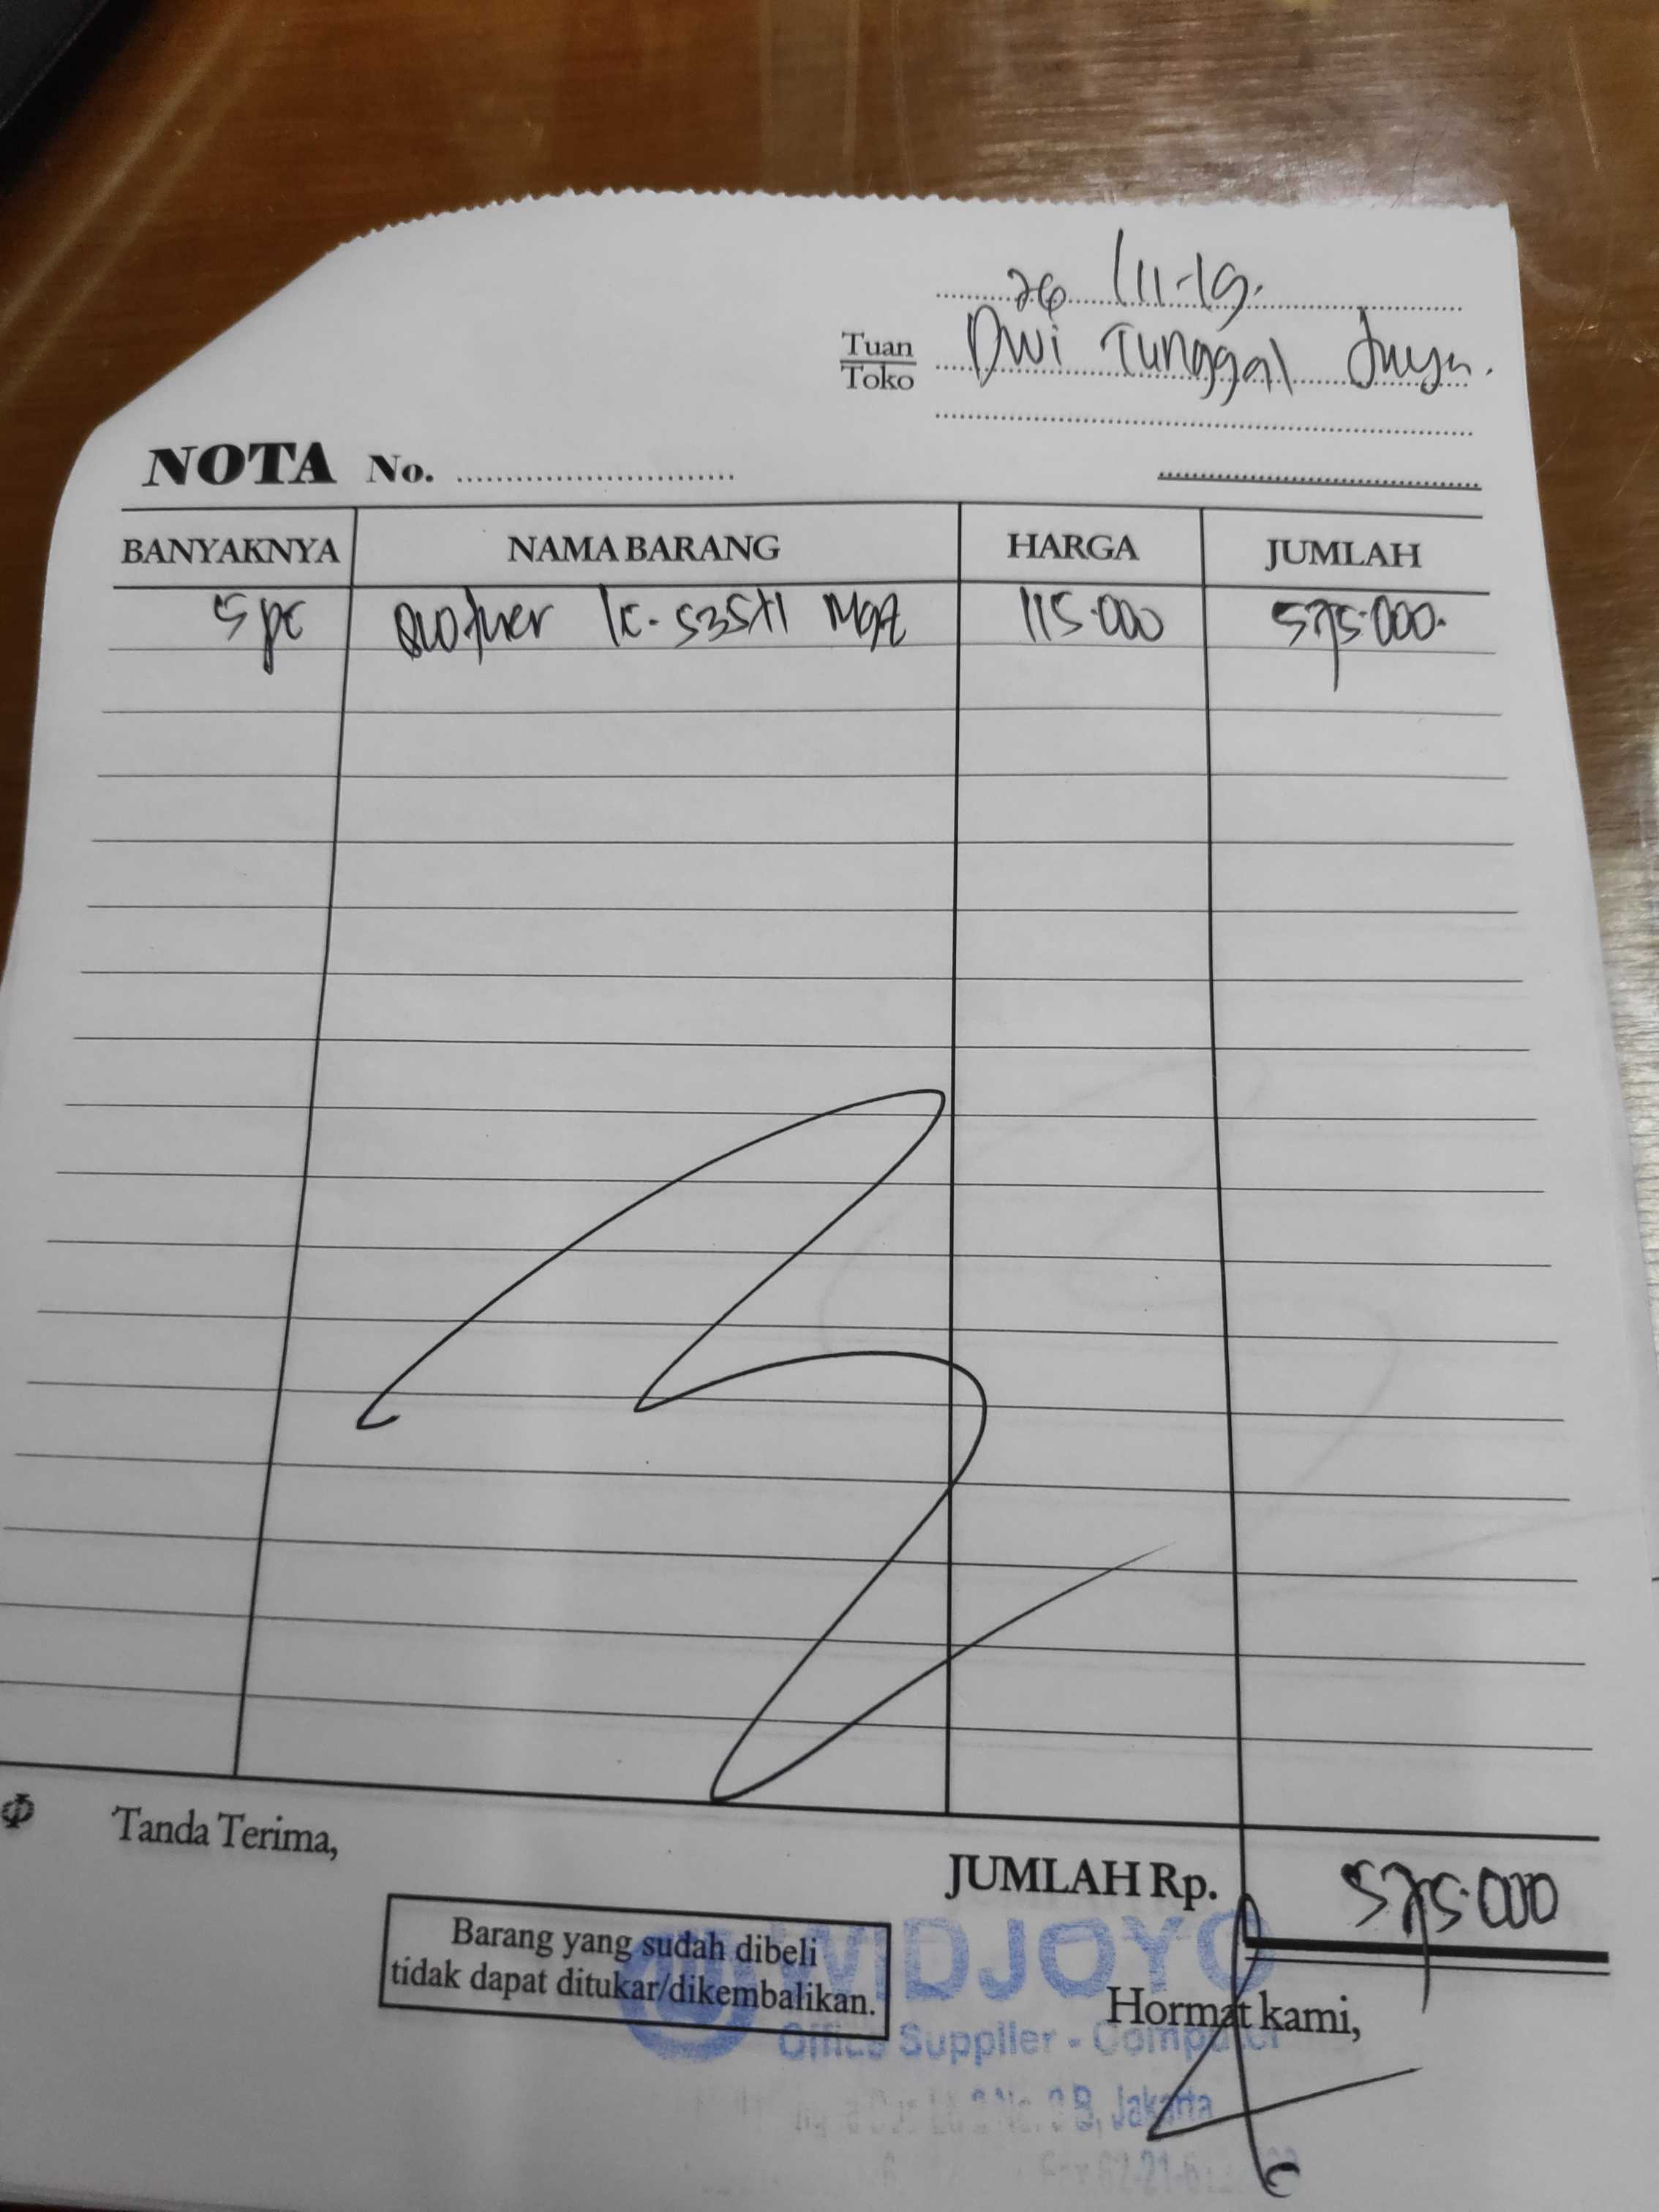 26/11-19.
Tuan
Toko
Dwi Tunggal Jaya.
NOTA No.
BANYAKNYA NAMA BARANG HARGA JUMLAH
5 pc 115.000 575.000.
Φ Tanda Terima,
JUMLAH Rp. 575.000
Barang yang sudah dibeli
tidak dapat ditukar/dikembalikan.
WIDJOYO
Hormat kami,
Office Supplier - Computer
Jakarta